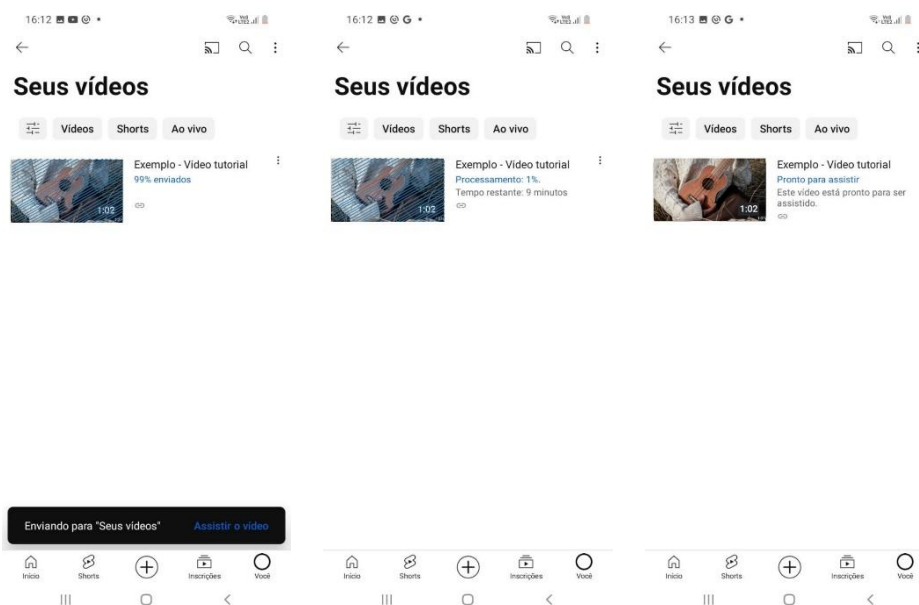 16:12
Seus vídeos
Vídeos
Shorts
Ao vivo
Exemplo - Vídeo tutorial
99% enviados
1:02
Enviando para "Seus vídeos"
Assistir o vídeo
Início
Shorts
Inscrições
Você
16:12
G
Seus vídeos
Vídeos
Shorts
Ao vivo
Exemplo - Vídeo tutorial
Processamento: 1%.
Tempo restante: 9 minutos
1:02
Início
Shorts
Inscrições
Você
16:13
G
Seus vídeos
Vídeos
Shorts
Ao vivo
Exemplo - Vídeo tutorial
Pronto para assistir
Este vídeo está pronto para ser
assistido.
1:02
Início
Shorts
Inscrições
Você